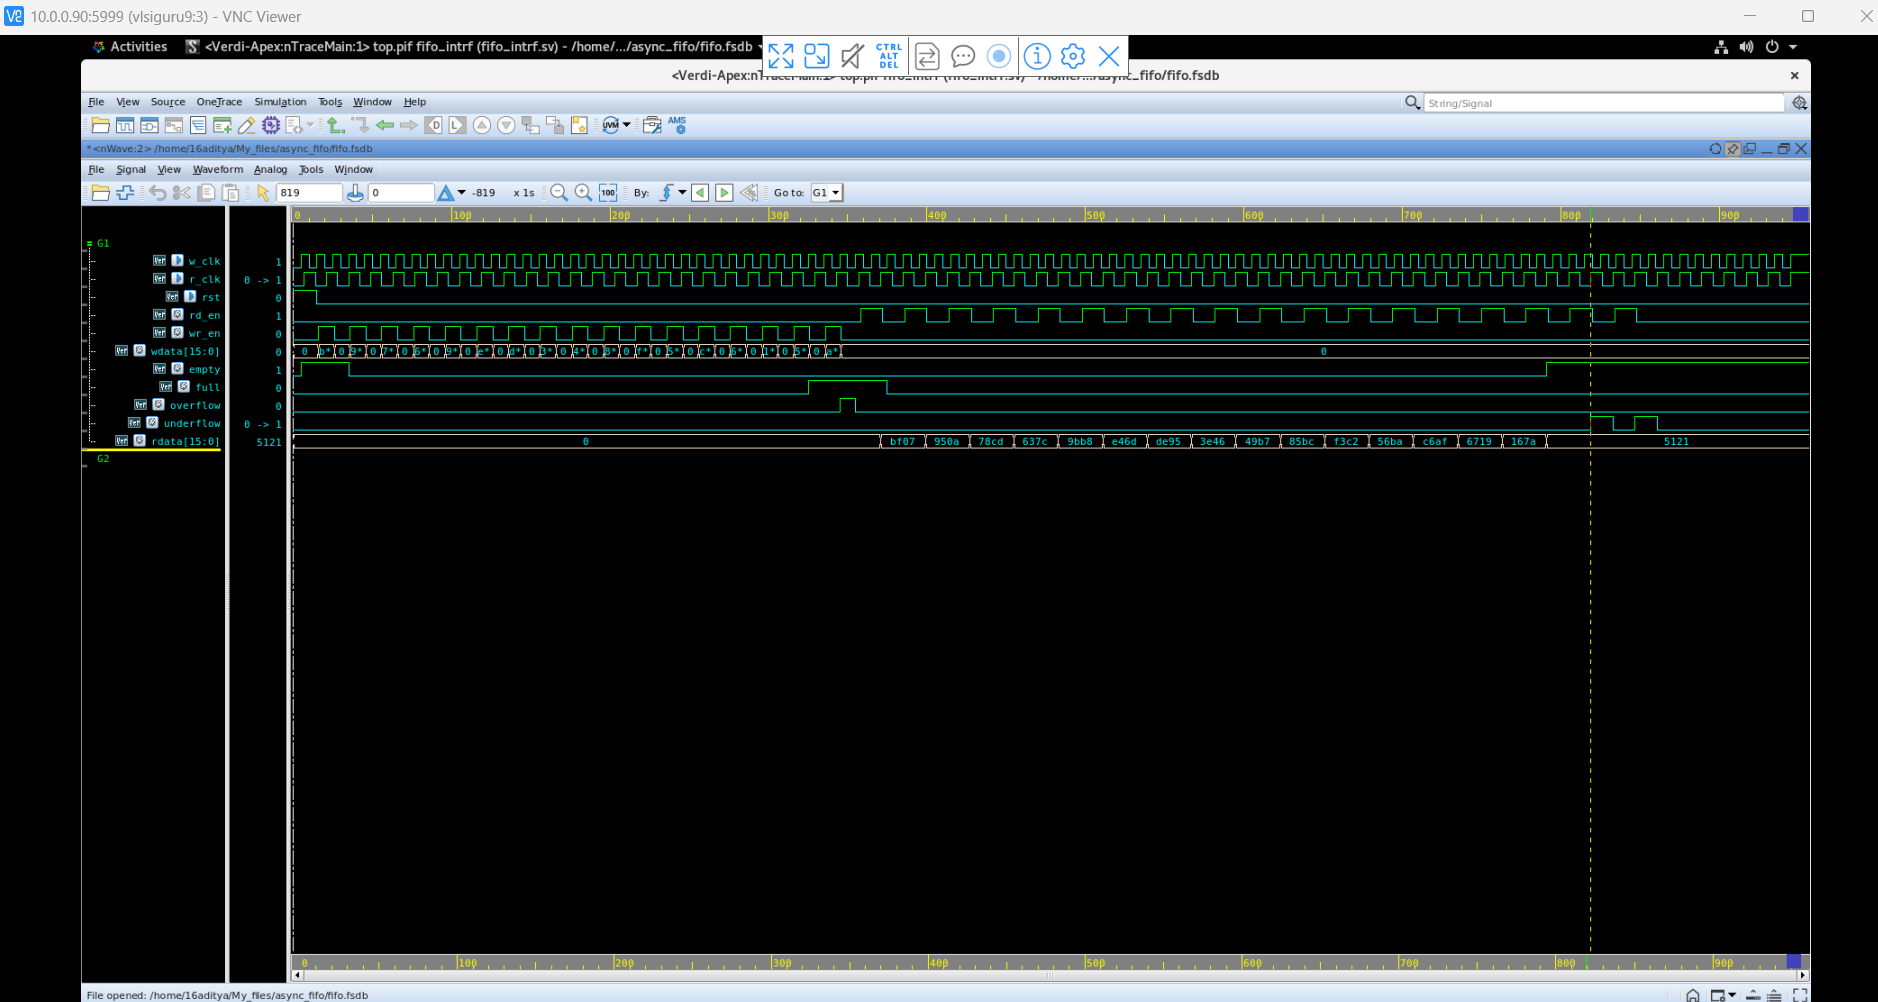 10.0.0.90:5999 (vlsiguru9:3) - VNC Viewer
Activities <Verdi-Apex:nTraceMain:1> top.pif fifo_intrf (fifo_intrf.sv) - /home/.../async_fifo/fifo.fsdb
CTRL ALT DEL
<Verdi-Apex:nTraceMain:1> top.pif fifo_intrf (fifo_intrf.sv) - /home/.../async_fifo/fifo.fsdb
File View Source OneTrace Simulation Tools Window Help String/Signal
UVM AMS
*<nWave:2> /home/16aditya/My_files/async_fifo/fifo.fsdb
File Signal View Waveform Analog Tools Window
819 0 -819 x 1s 100 By: Go to: G1
0 100 200 300 400 500 600 700 800 900
G1
w_clk 1
r_clk 0 -> 1
rst 0
rd_en 1
wr_en 0
wdata[15:0] 0 0 b* 0 9* 0 7* 0 6* 0 9* 0 e* 0 d* 0 3* 0 4* 0 8* 0 f* 0 5* 0 c* 0 6* 0 1* 0 5* 0 a* 0
empty 1
full 0
overflow 0
underflow 0 -> 1
rdata[15:0] 5121 0 bf07 950a 78cd 637c 9bb8 e46d de95 3e46 49b7 85bc f3c2 56ba c6af 6719 167a 5121
G2
0 100 200 300 400 500 600 700 800 900
File opened: /home/16aditya/My_files/async_fifo/fifo.fsdb